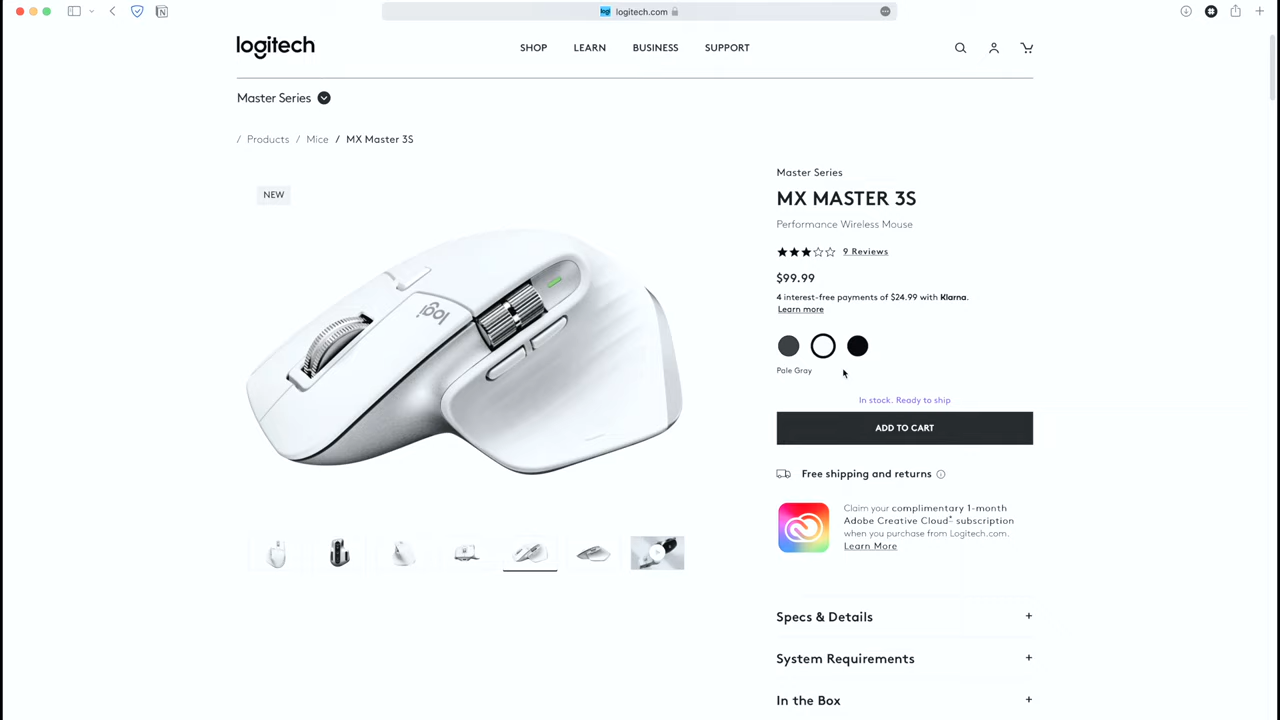 logitech.com
logitech
SHOP
LEARN
BUSINESS
SUPPORT
Master Series
/ Products / Mice / MX Master 3S
NEW
logi
Master Series
MX MASTER 3S
Performance Wireless Mouse
9 Reviews
$99.99
4 interest-free payments of $24.99 with Klarna.
Learn more
Pale Gray
In stock. Ready to ship
ADD TO CART
Free shipping and returns
Claim your complimentary 1-month
Adobe Creative Cloud* subscription
when you purchase from Logitech.com.
Learn More
Specs & Details +
System Requirements +
In the Box +